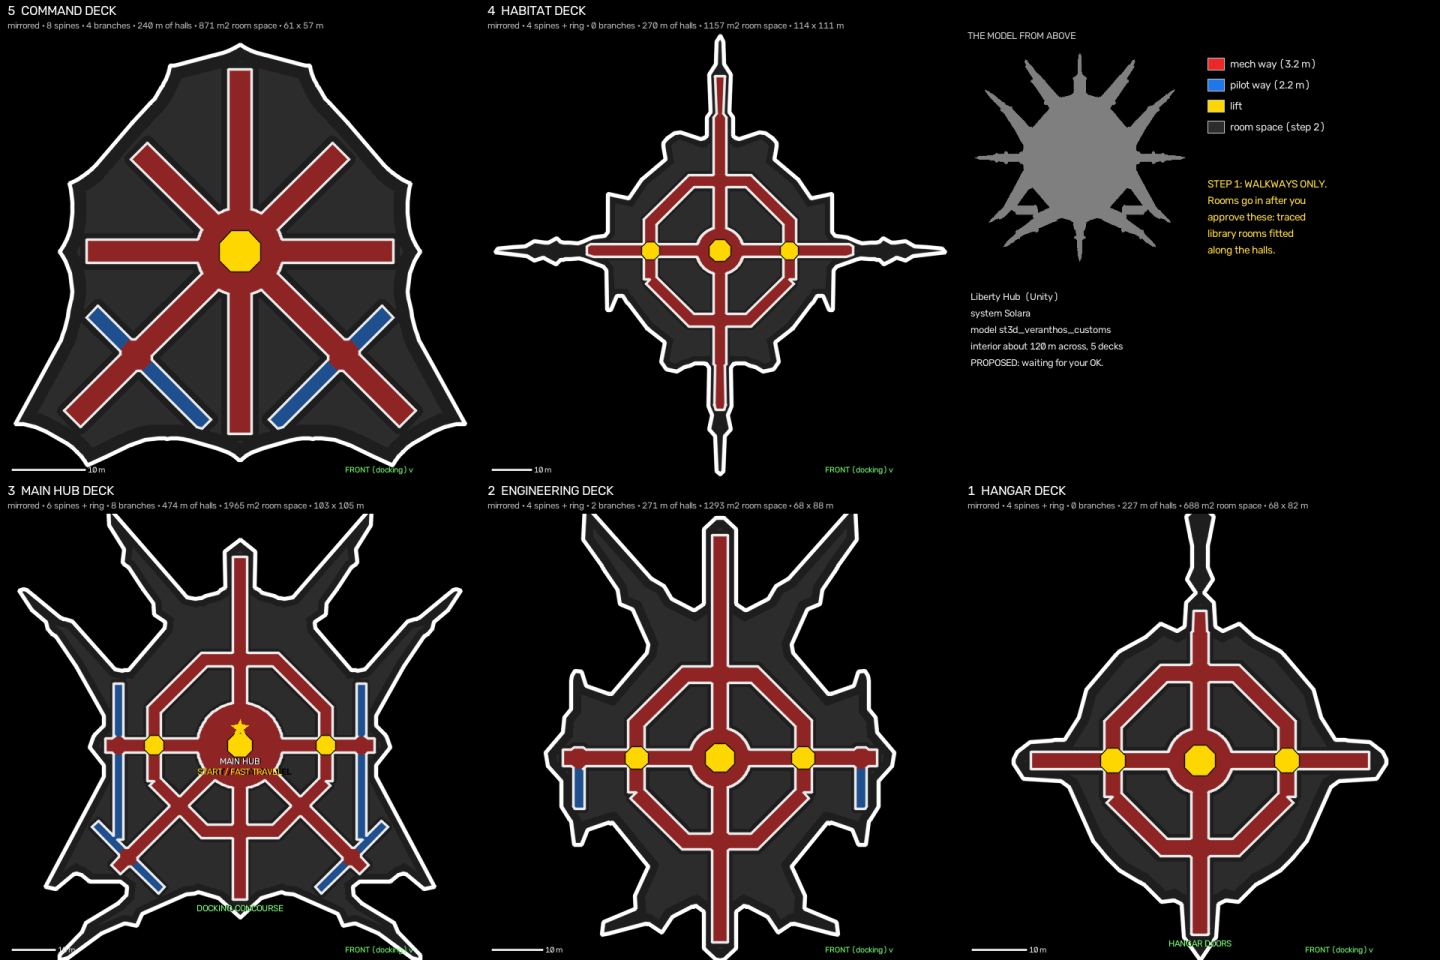 5 COMMAND DECK
mirrored • 8 spines • 4 branches • 240 m of halls • 871 m2 room space • 61 x 57 m
10 m
FRONT (docking) v
4 HABITAT DECK
mirrored • 4 spines + ring • 0 branches • 270 m of halls • 1157 m2 room space • 114 x 111 m
10 m
FRONT (docking) v
THE MODEL FROM ABOVE
mech way (3.2 m)
pilot way (2.2 m)
lift
room space (step 2)
STEP 1: WALKWAYS ONLY.
Rooms go in after you
approve these: traced
library rooms fitted
along the halls.
Liberty Hub (Unity)
system Solara
model st3d_veranthos_customs
interior about 120 m across, 5 decks
PROPOSED: waiting for your OK.
3 MAIN HUB DECK
mirrored • 6 spines + ring • 8 branches • 474 m of halls • 1965 m2 room space • 103 x 105 m
MAIN HUB
START / FAST TRAVEL
DOCKING CONCOURSE
10 m
FRONT (docking) v
2 ENGINEERING DECK
mirrored • 4 spines + ring • 2 branches • 271 m of halls • 1293 m2 room space • 68 x 88 m
10 m
FRONT (docking) v
1 HANGAR DECK
mirrored • 4 spines + ring • 0 branches • 227 m of halls • 688 m2 room space • 68 x 82 m
HANGAR DOORS
10 m
FRONT (docking) v